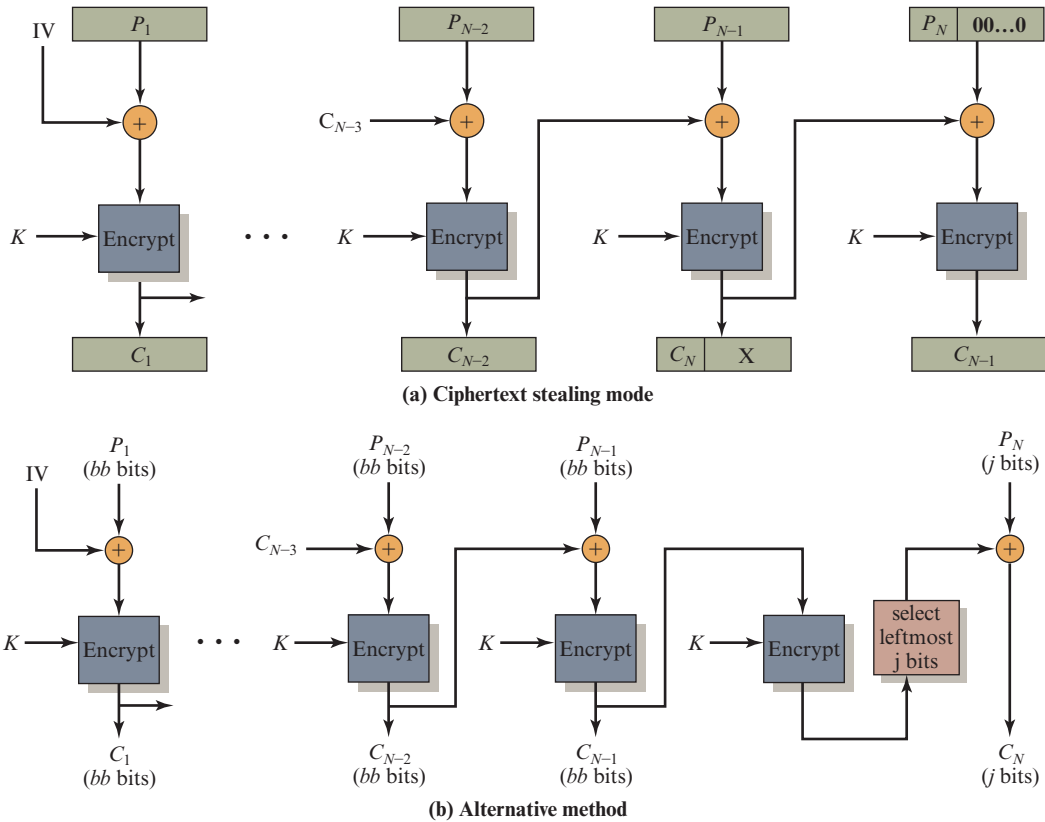 IV
P1
PN–2
PN–1
PN 00…0
+
CN–3
+
+
+
K
Encrypt
• • •
K
Encrypt
K
Encrypt
K
Encrypt
C1
CN–2
CN X
CN–1
(a) Ciphertext stealing mode
P1
(bb bits)
PN–2
(bb bits)
PN–1
(bb bits)
PN
(j bits)
IV
+
CN–3
+
+
+
K
Encrypt
• • •
K
Encrypt
K
Encrypt
K
Encrypt
select
leftmost
j bits
C1
(bb bits)
CN–2
(bb bits)
CN–1
(bb bits)
CN
(j bits)
(b) Alternative method